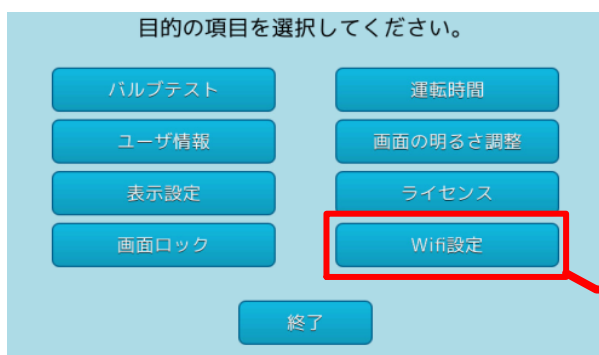 目的の項目を選択してください。
バルブテスト
運転時間
ユーザ情報
画面の明るさ調整
表示設定
ライセンス
画面ロック
Wifi設定
終了